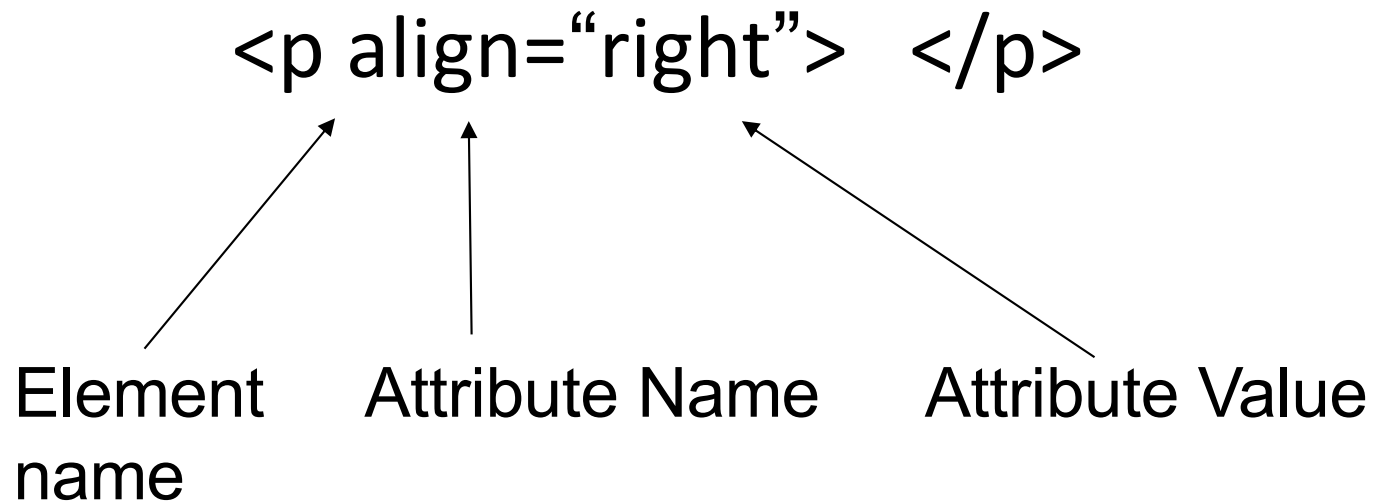 <p align=“right”> </p>
Element name
Attribute Name
Attribute Value